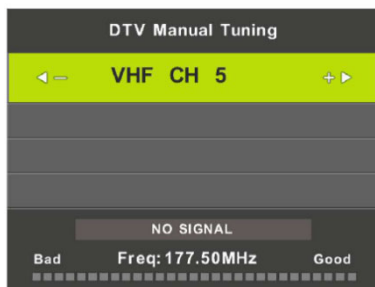 DTV Manual Tuning
− VHF CH 5 +
NO SIGNAL
Bad Freq:177.50MHz Good